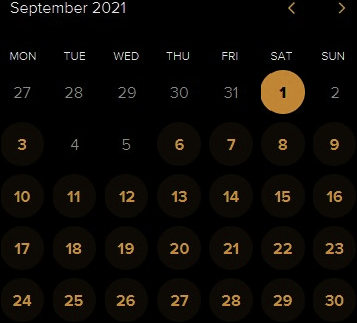 September 2021
MON TUE WED THU FRI SAT SUN
27 28 29 30 31 1 2
3 4 5 6 7 8 9
10 11 12 13 14 15 16
17 18 19 20 21 22 23
24 25 26 27 28 29 30